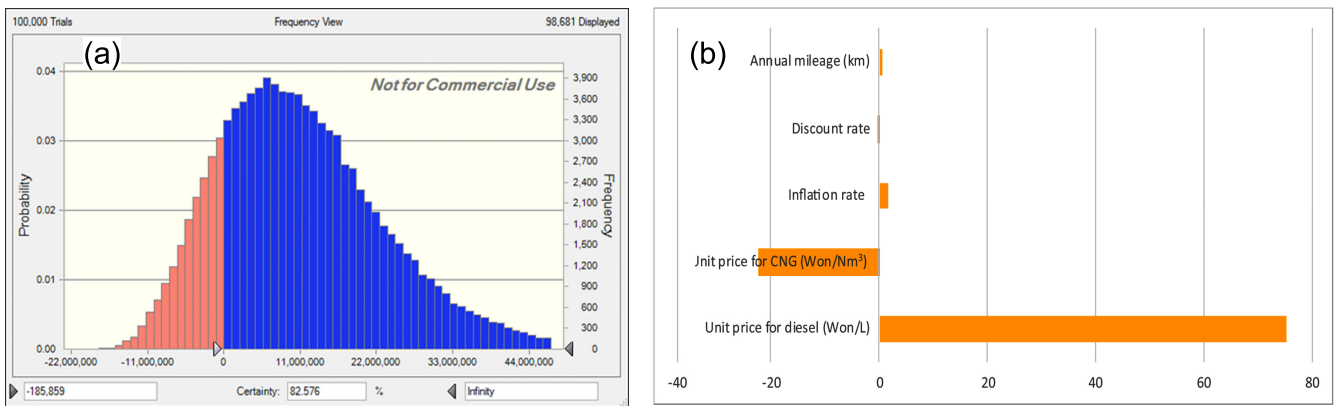 100,000 Trials Frequency View 98,681 Displayed
(a)
Not for Commercial Use
Probability
0.04
0.03
0.02
0.01
0.00
Frequency
3,900
3,600
3,300
3,000
2,700
2,400
2,100
1,800
1,500
1,200
900
600
300
0
-22,000,000 -11,000,000 0 11,000,000 22,000,000 33,000,000 44,000,000
-185,859 Certainty: 82.576 % Infinity
(b)
Annual mileage (km)
Discount rate
Inflation rate
Jnit price for CNG (Won/Nm³)
Unit price for diesel (Won/L)
-40 -20 0 20 40 60 80